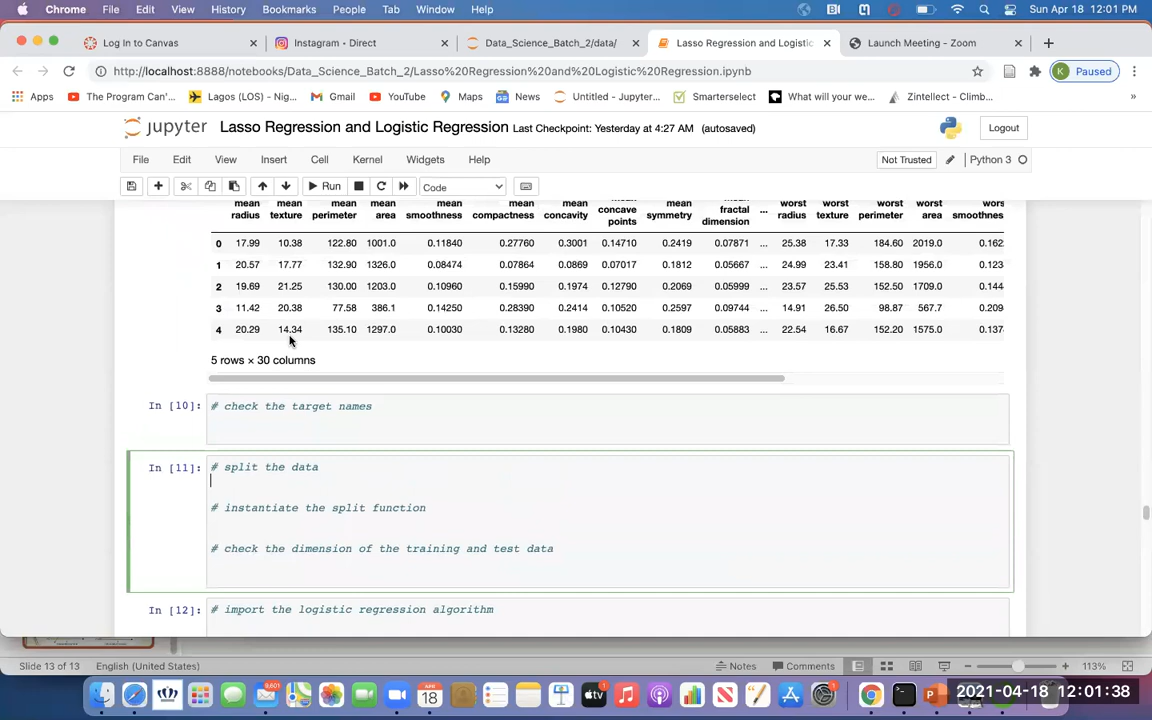 Chrome File Edit View History Bookmarks People Tab Window Help Sun Apr 18 12:01 PM
Log In to Canvas Instagram • Direct Data_Science_Batch_2/data/ Lasso Regression and Logistic Launch Meeting - Zoom
http://localhost:8888/notebooks/Data_Science_Batch_2/Lasso%20Regression%20and%20Logistic%20Regression.ipynb K Paused
Apps The Program Can'... Lagos (LOS) – Nig... Gmail YouTube Maps News Untitled - Jupyter... Smarterselect What will your we... Zintellect - Climb... »
jupyter Lasso Regression and Logistic Regression Last Checkpoint: Yesterday at 4:27 AM (autosaved) Logout
File Edit View Insert Cell Kernel Widgets Help Not Trusted Python 3
Run Code
mean radius mean texture mean perimeter mean area mean smoothness mean compactness mean concavity concave points mean symmetry mean fractal dimension ... worst radius worst texture worst perimeter worst area worst smoothnes
0 17.99 10.38 122.80 1001.0 0.11840 0.27760 0.3001 0.14710 0.2419 0.07871 ... 25.38 17.33 184.60 2019.0 0.162
1 20.57 17.77 132.90 1326.0 0.08474 0.07864 0.0869 0.07017 0.1812 0.05667 ... 24.99 23.41 158.80 1956.0 0.123
2 19.69 21.25 130.00 1203.0 0.10960 0.15990 0.1974 0.12790 0.2069 0.05999 ... 23.57 25.53 152.50 1709.0 0.144
3 11.42 20.38 77.58 386.1 0.14250 0.28390 0.2414 0.10520 0.2597 0.09744 ... 14.91 26.50 98.87 567.7 0.209
4 20.29 14.34 135.10 1297.0 0.10030 0.13280 0.1980 0.10430 0.1809 0.05883 ... 22.54 16.67 152.20 1575.0 0.137
5 rows × 30 columns
In [10]: # check the target names
In [11]: # split the data
# instantiate the split function
# check the dimension of the training and test data
In [12]: # import the logistic regression algorithm
Slide 13 of 13 English (United States) Notes Comments 113%
2021-04-18 12:01:38